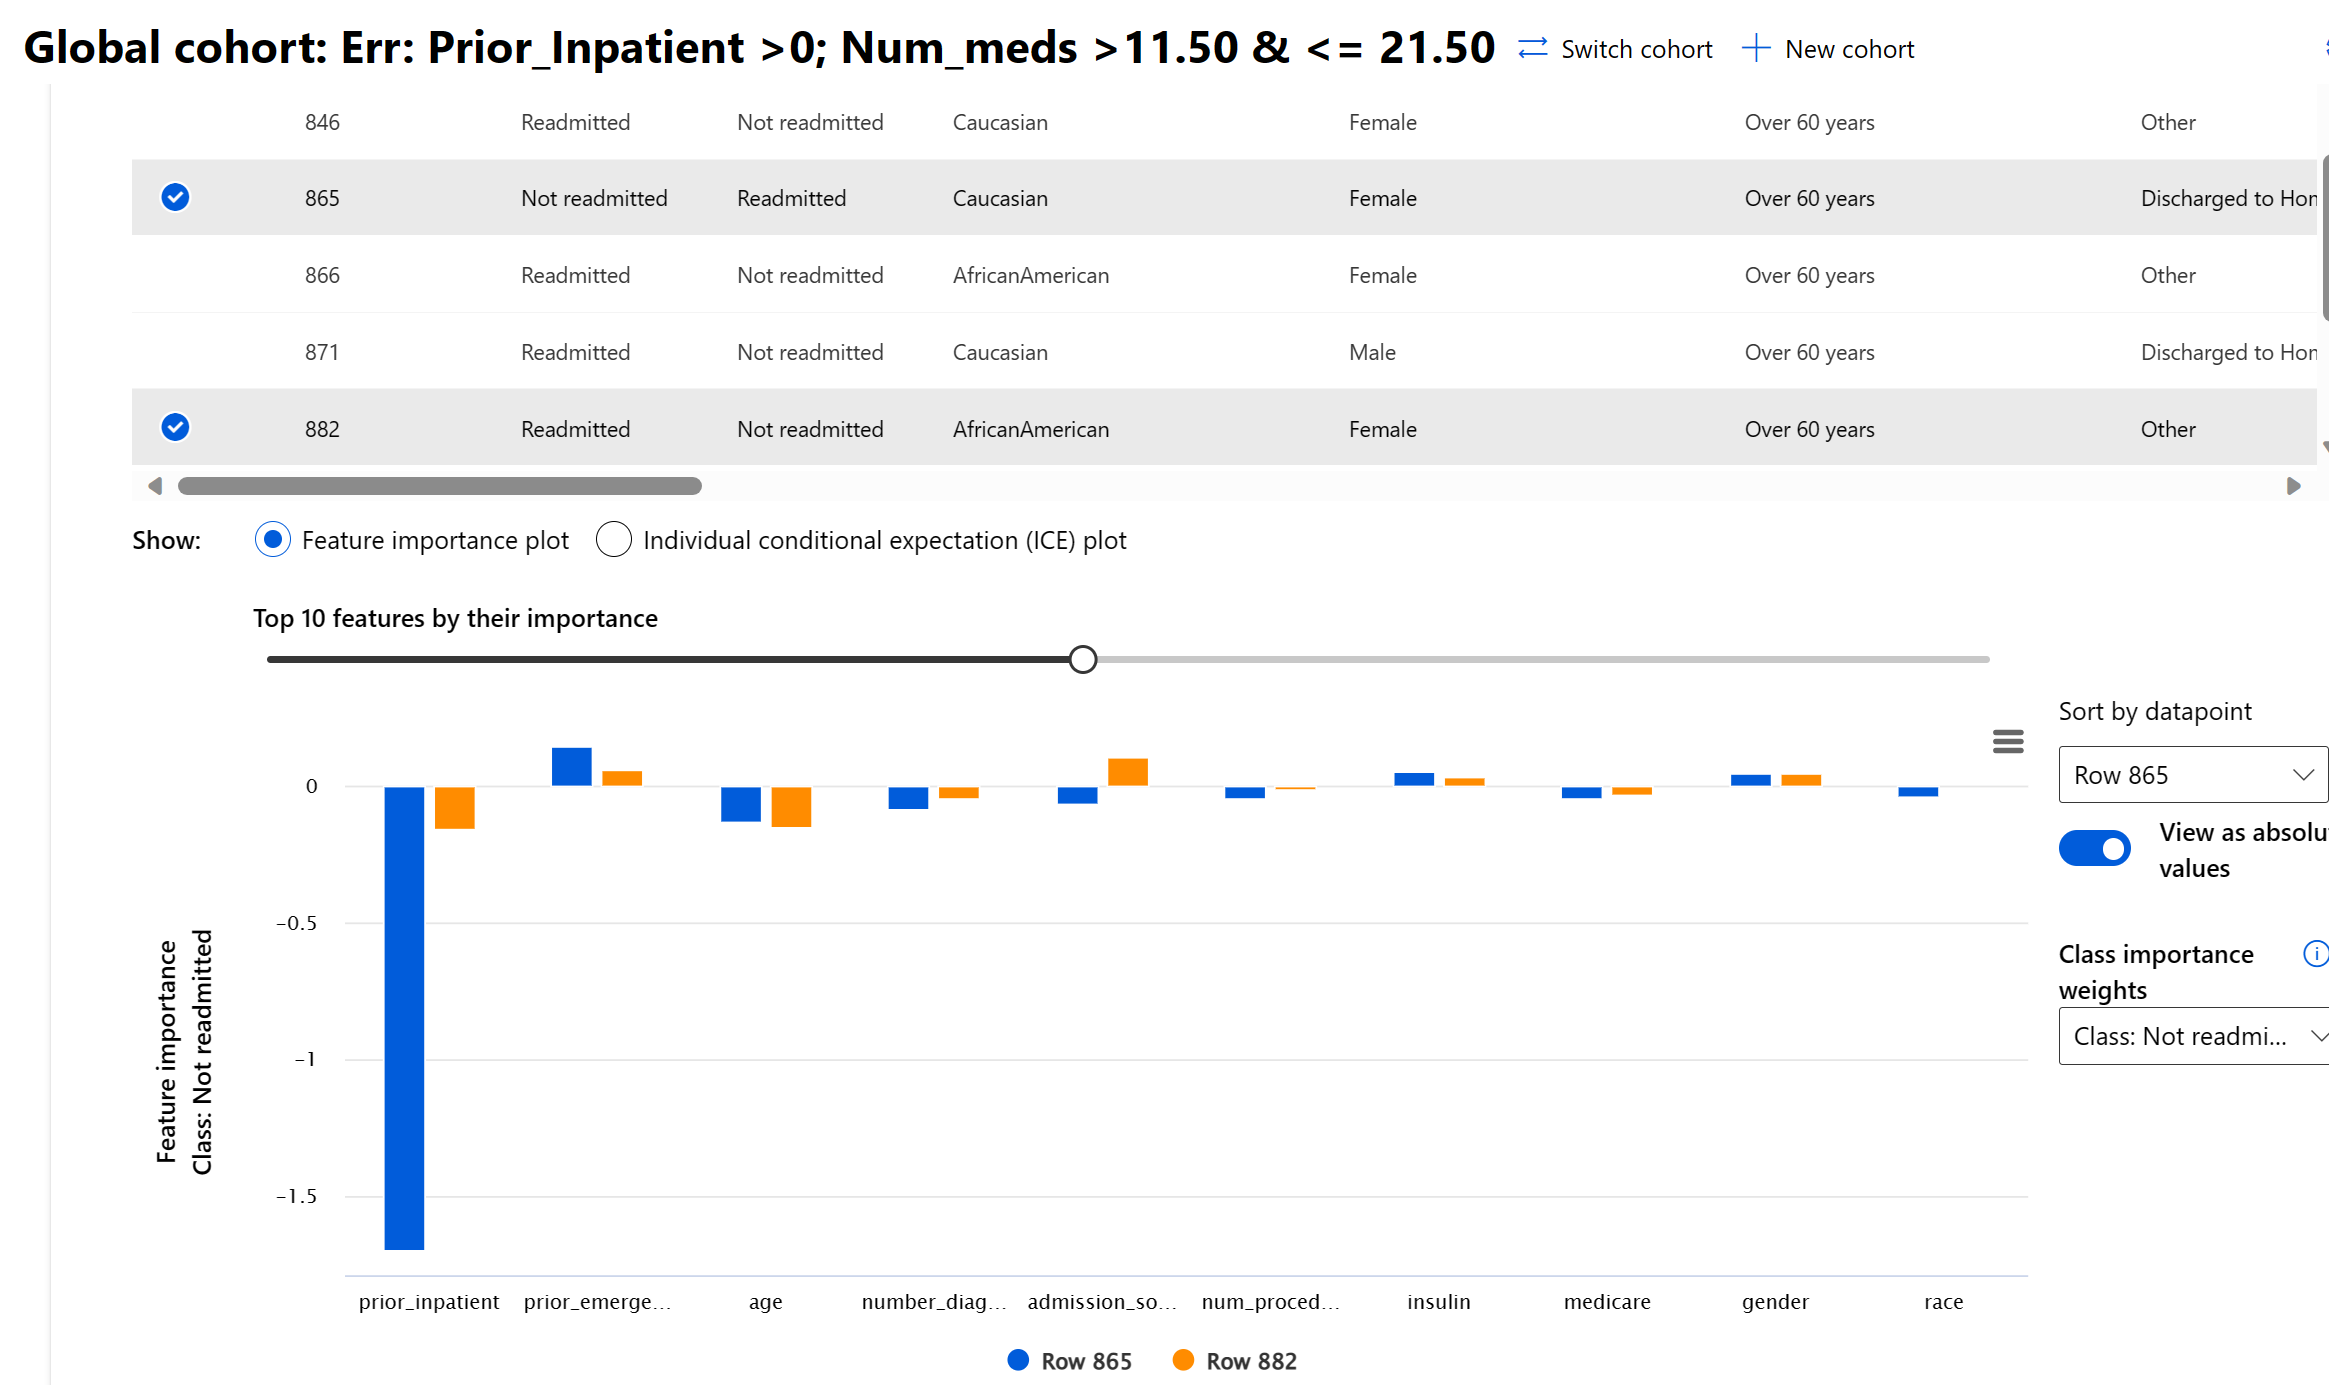 Global cohort: Err: Prior_Inpatient >0; Num_meds >11.50 & <= 21.50 Switch cohort New cohort
846 Readmitted Not readmitted Caucasian Female Over 60 years Other
865 Not readmitted Readmitted Caucasian Female Over 60 years Discharged to Hom
866 Readmitted Not readmitted AfricanAmerican Female Over 60 years Other
871 Readmitted Not readmitted Caucasian Male Over 60 years Discharged to Hom
882 Readmitted Not readmitted AfricanAmerican Female Over 60 years Other
Show: Feature importance plot Individual conditional expectation (ICE) plot
Top 10 features by their importance
Feature importance
Class: Not readmitted
0
-0.5
-1
-1.5
prior_inpatient prior_emerge... age number_diag... admission_so... num_proced... insulin medicare gender race
Row 865 Row 882
Sort by datapoint
Row 865
View as absolu
values
Class importance
weights
Class: Not readmi...